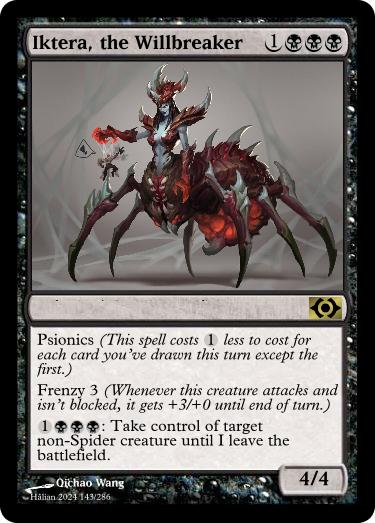 Iktera, the Willbreaker 1
Psionics (This spell costs 1 less to cost for
each card you've drawn this turn except the
first.)
Frenzy 3 (Whenever this creature attacks and
isn't blocked, it gets +3/+0 until end of turn.)
1: Take control of target
non-Spider creature until I leave the
battlefield.
Qichao Wang
4/4
Hālian 2024 143/286